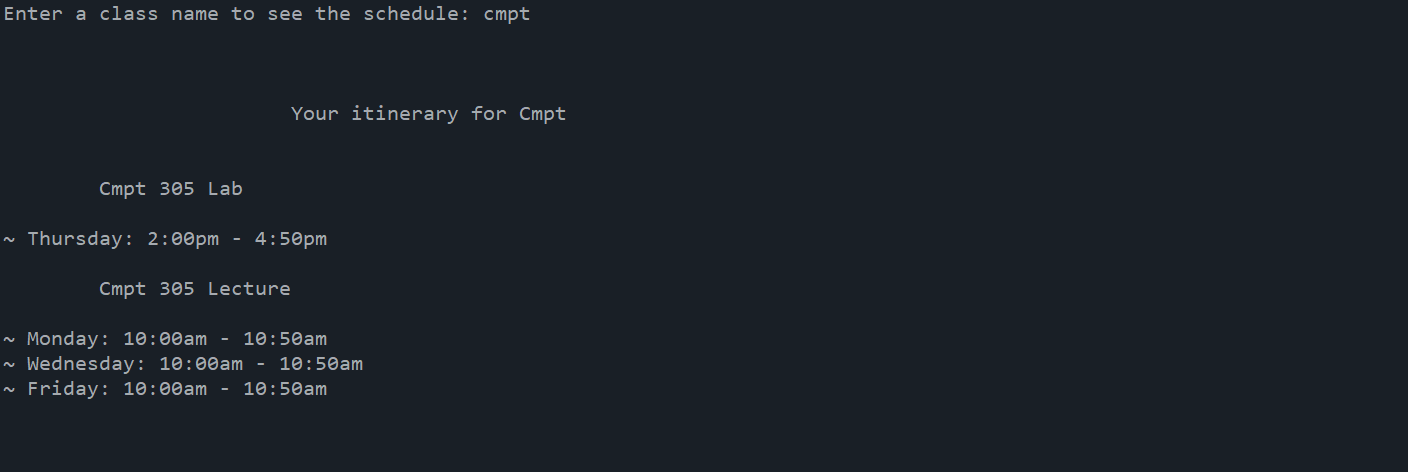 Enter a class name to see the schedule: cmpt
Your itinerary for Cmpt
Cmpt 305 Lab
~ Thursday: 2:00pm - 4:50pm
Cmpt 305 Lecture
~ Monday: 10:00am - 10:50am
~ Wednesday: 10:00am - 10:50am
~ Friday: 10:00am - 10:50am